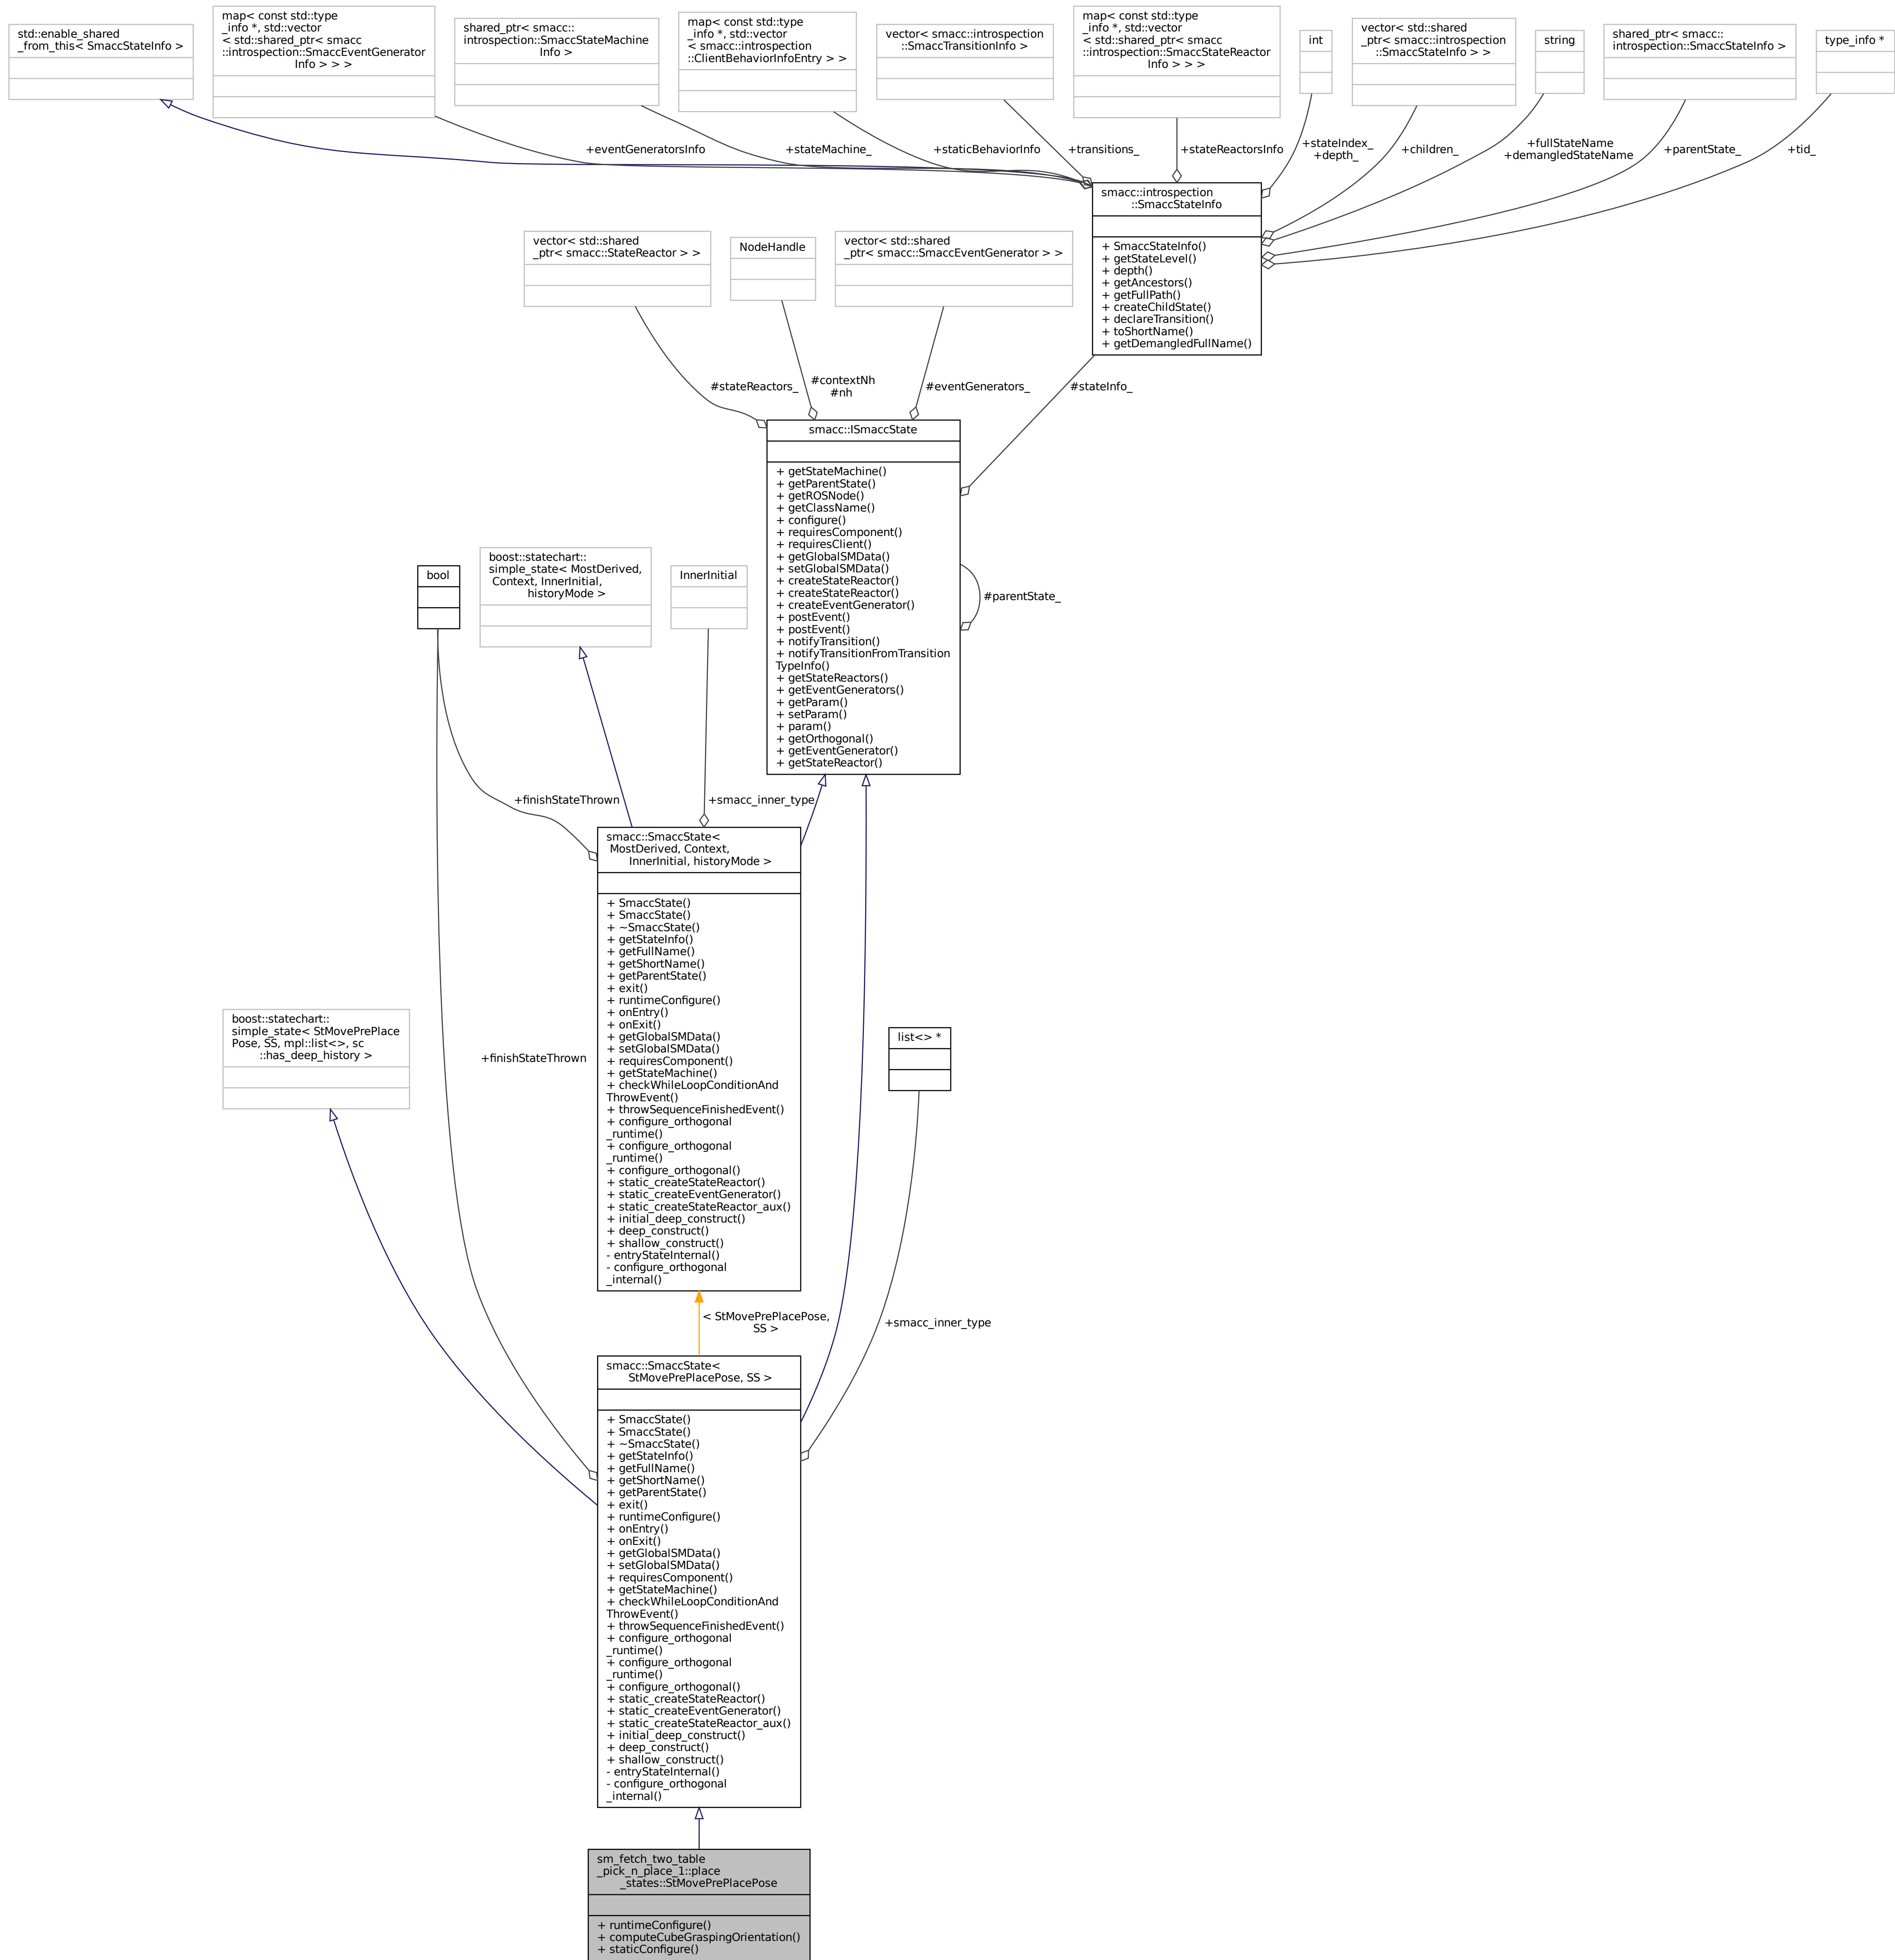 std::enable_shared
_from_this< SmaccStateInfo >
map< const std::type
_info *, std::vector
< std::shared_ptr< smacc
::introspection::SmaccEventGenerator
Info > > >
shared_ptr< smacc::
introspection::SmaccStateMachine
Info >
map< const std::type
_info *, std::vector
< smacc::introspection
::ClientBehaviorInfoEntry > >
vector< smacc::introspection
::SmaccTransitionInfo >
map< const std::type
_info *, std::vector
< std::shared_ptr< smacc
::introspection::SmaccStateReactor
Info > > >
int
vector< std::shared
_ptr< smacc::introspection
::SmaccStateInfo > >
string
shared_ptr< smacc::
introspection::SmaccStateInfo >
type_info *
+eventGeneratorsInfo
+stateMachine_
+staticBehaviorInfo
+transitions_
+stateReactorsInfo
+stateIndex_
+depth_
+children_
+fullStateName
+demangledStateName
+parentState_
+tid_
smacc::introspection
::SmaccStateInfo
+ SmaccStateInfo()
+ getStateLevel()
+ depth()
+ getAncestors()
+ getFullPath()
+ createChildState()
+ declareTransition()
+ toShortName()
+ getDemangledFullName()
vector< std::shared
_ptr< smacc::StateReactor > >
NodeHandle
vector< std::shared
_ptr< smacc::SmaccEventGenerator > >
#stateReactors_
#contextNh
#nh
#eventGenerators_
#stateInfo_
smacc::ISmaccState
+ getStateMachine()
+ getParentState()
+ getROSNode()
+ getClassName()
+ configure()
+ requiresComponent()
+ requiresClient()
+ getGlobalSMData()
+ setGlobalSMData()
+ createStateReactor()
+ createStateReactor()
+ createEventGenerator()
+ postEvent()
+ postEvent()
+ notifyTransition()
+ notifyTransitionFromTransition
TypeInfo()
+ getStateReactors()
+ getEventGenerators()
+ getParam()
+ setParam()
+ param()
+ getOrthogonal()
+ getEventGenerator()
+ getStateReactor()
#parentState_
bool
boost::statechart::
simple_state< MostDerived,
Context, InnerInitial,
historyMode >
InnerInitial
+finishStateThrown
+smacc_inner_type
smacc::SmaccState<
MostDerived, Context,
InnerInitial, historyMode >
+ SmaccState()
+ SmaccState()
+ ~SmaccState()
+ getStateInfo()
+ getFullName()
+ getShortName()
+ getParentState()
+ exit()
+ runtimeConfigure()
+ onEntry()
+ onExit()
+ getGlobalSMData()
+ setGlobalSMData()
+ requiresComponent()
+ getStateMachine()
+ checkWhileLoopConditionAnd
ThrowEvent()
+ throwSequenceFinishedEvent()
+ configure_orthogonal
_runtime()
+ configure_orthogonal
_runtime()
+ configure_orthogonal()
+ static_createStateReactor()
+ static_createEventGenerator()
+ static_createStateReactor_aux()
+ initial_deep_construct()
+ deep_construct()
+ shallow_construct()
- entryStateInternal()
- configure_orthogonal
_internal()
boost::statechart::
simple_state< StMovePrePlace
Pose, SS, mpl::list<>, sc
::has_deep_history >
+finishStateThrown
list<> *
< StMovePrePlacePose,
SS >
+smacc_inner_type
smacc::SmaccState<
StMovePrePlacePose, SS >
+ SmaccState()
+ SmaccState()
+ ~SmaccState()
+ getStateInfo()
+ getFullName()
+ getShortName()
+ getParentState()
+ exit()
+ runtimeConfigure()
+ onEntry()
+ onExit()
+ getGlobalSMData()
+ setGlobalSMData()
+ requiresComponent()
+ getStateMachine()
+ checkWhileLoopConditionAnd
ThrowEvent()
+ throwSequenceFinishedEvent()
+ configure_orthogonal
_runtime()
+ configure_orthogonal
_runtime()
+ configure_orthogonal()
+ static_createStateReactor()
+ static_createEventGenerator()
+ static_createStateReactor_aux()
+ initial_deep_construct()
+ deep_construct()
+ shallow_construct()
- entryStateInternal()
- configure_orthogonal
_internal()
sm_fetch_two_table
_pick_n_place_1::place
_states::StMovePrePlacePose
+ runtimeConfigure()
+ computeCubeGraspingOrientation()
+ staticConfigure()